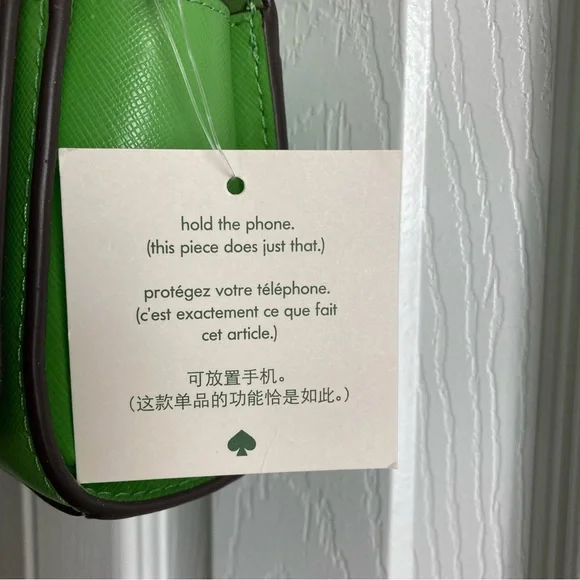 hold the phone.
(this piece does just that.)
protégez votre téléphone.
(c'est exactement ce que fait
cet article.)
可放置手机。
（这款单品的功能恰是如此。）